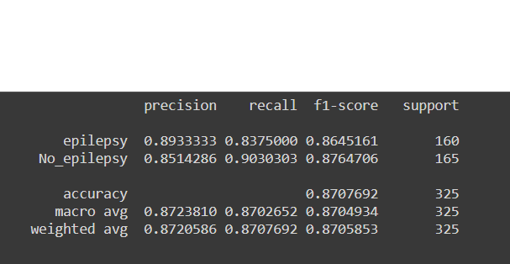 precision recall f1-score support
epilepsy 0.8933333 0.8375000 0.8645161 160
No_epilepsy 0.8514286 0.9030303 0.8764706 165
accuracy 0.8707692 325
macro avg 0.8723810 0.8702652 0.8704934 325
weighted avg 0.8720586 0.8707692 0.8705853 325